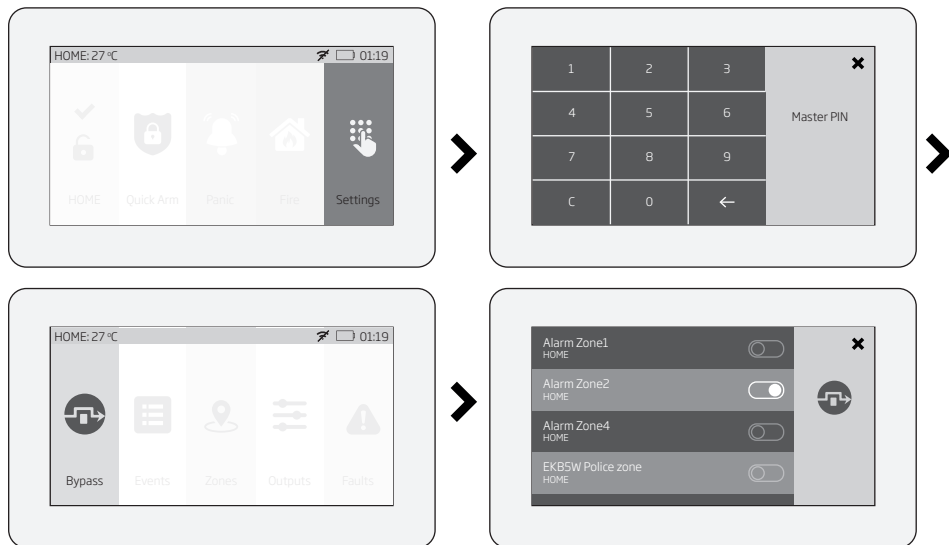 HOME: 27 ºC 01:19
HOME Quick Arm Panic Fire Settings
1 2 3
4 5 6
7 8 9
C 0
Master PIN
HOME: 27 ºC 01:19
Bypass Events Zones Outputs Faults
Alarm Zone1
HOME
Alarm Zone2
HOME
Alarm Zone4
HOME
EKB5W Police zone
HOME